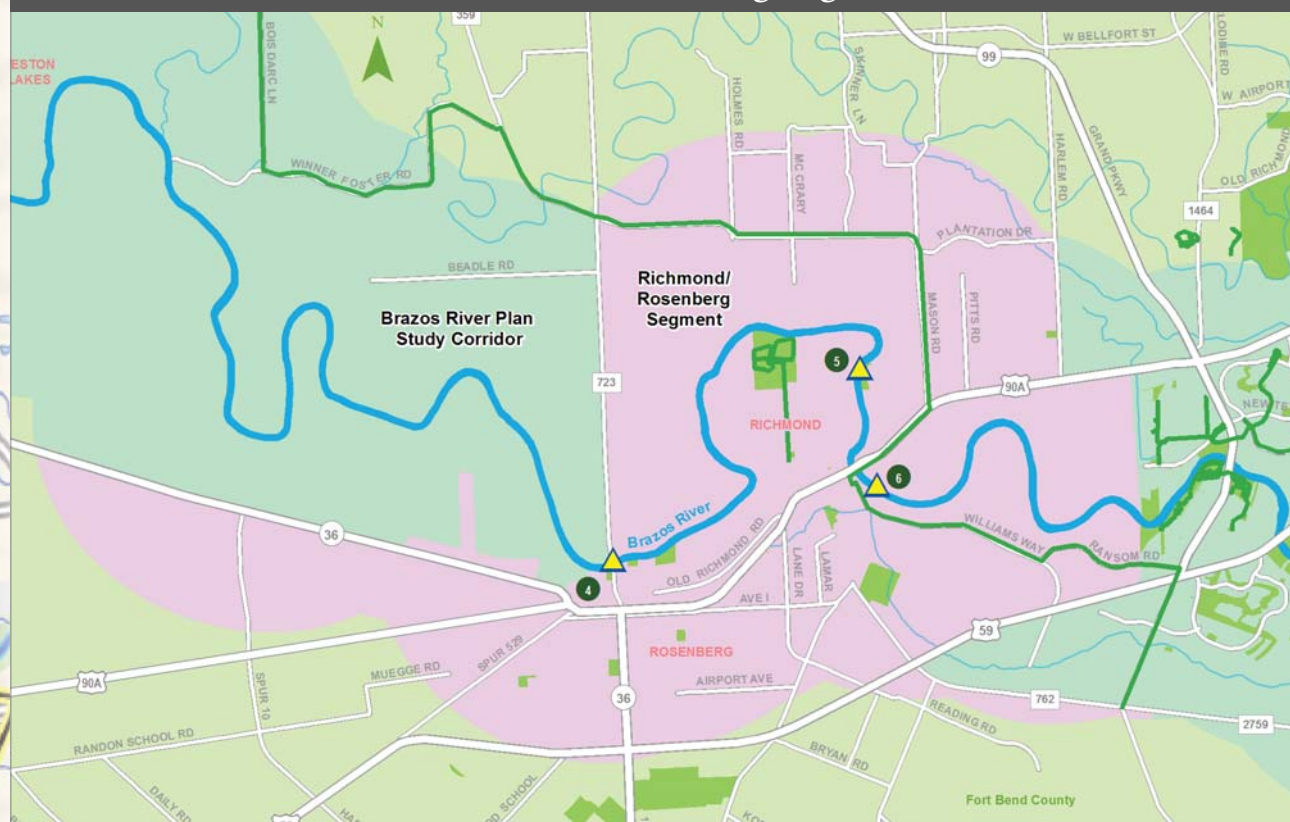 359
N
BOIS DARC LN
ESTON
LAKES
W BELLFORT ST
99
SKINNER LN
HOLMES RD
MC CRARY
HARLEM RD
GRAND PKWY
W AIRPORT
OLD RICHMOND
1464
WINNER FOSTER RD
PLANTATION DR
BEADLE RD
Richmond/
Rosenberg
Segment
Brazos River Plan
Study Corridor
MASON RD
PITTS RD
5
723
90A
RICHMOND
6
36
Brazos River
WILLIAMS WAY
RANSOM RD
OLD RICHMOND RD
LANE DR
LAMAR
4
AVE I
59
ROSENBERG
SPUR 529
MUEGGE RD
90A
SPUR 10
AIRPORT AVE
36
762
READING RD
2759
RANDON SCHOOL RD
BRYAN RD
DAILY RD
Fort Bend County